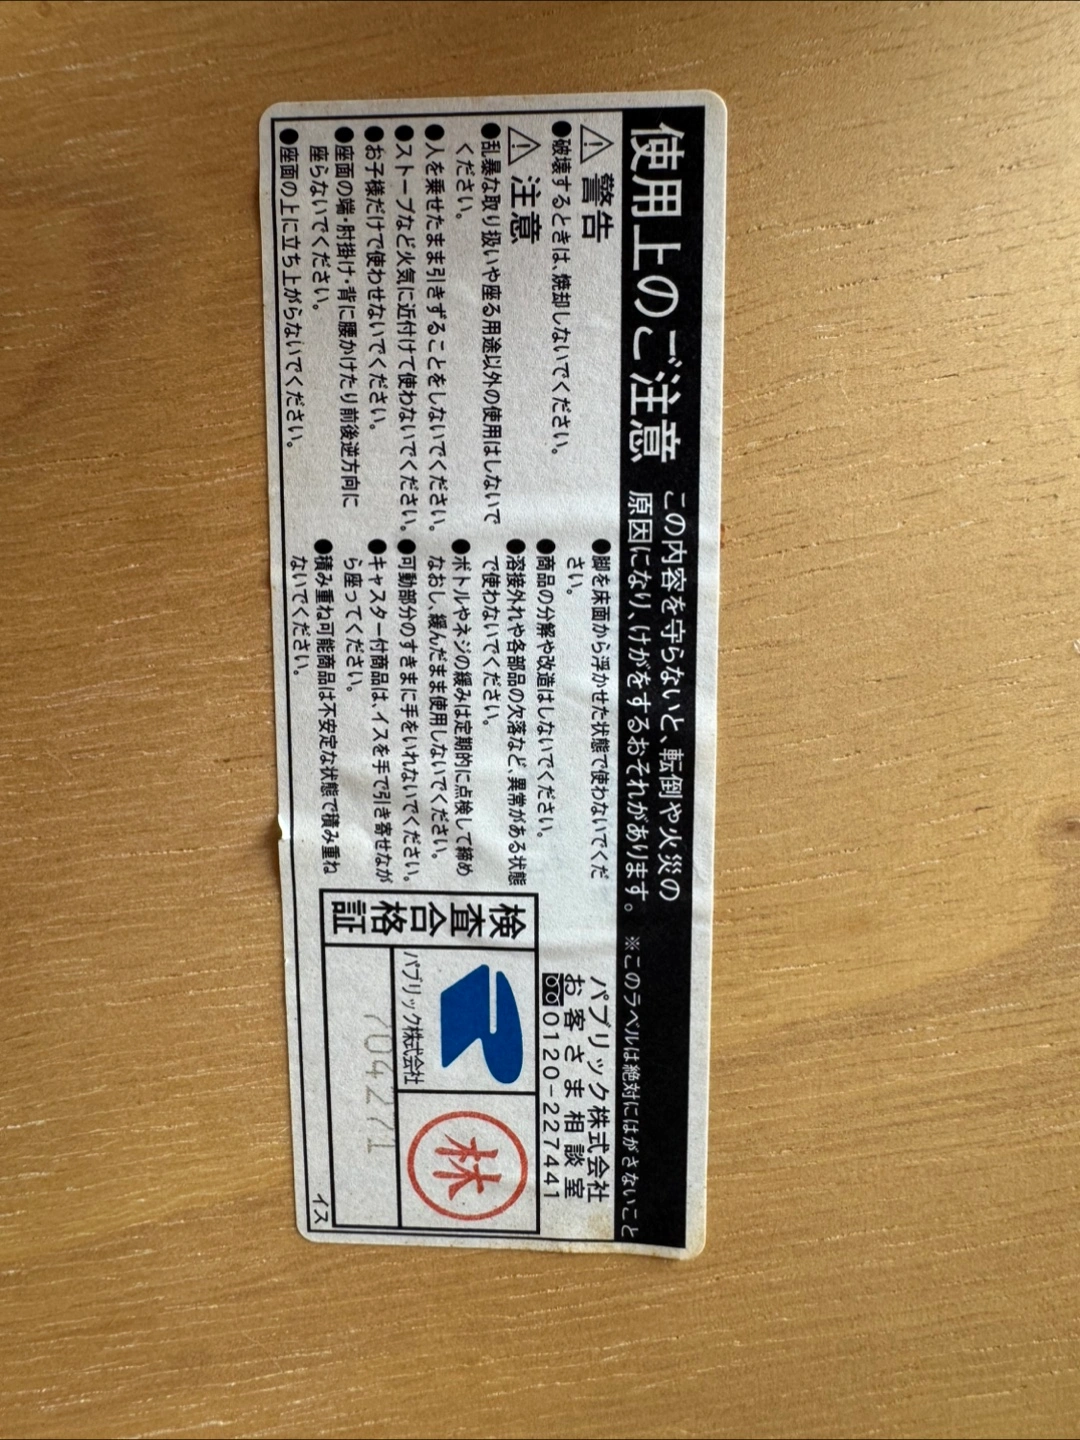 使用上のご注意
この内容を守らないと、転倒や火災の
原因になり、けがをするおそれがあります。
※このラベルは絶対にはがさないこと
⚠警告
●破壊するときは、焼却しないでください。
⚠注意
●乱暴な取り扱いや座る用途以外の使用はしないで
ください。
●人を乗せたまま引きずることをしないでください。
●ストーブなど火気に近付けて使わないでください。
●お子様だけで使わせないでください。
●座面の端・肘掛け・背に腰かけたり前後逆方向に
座らないでください。
●座面の上に立ち上がらないでください。
●脚を床面から浮かせた状態で使わないでくだ
さい。
●商品の分解や改造はしないでください。
●溶接外れや各部品の欠落など、異常がある状態
で使わないでください。
●ボトルやネジの緩みは定期的に点検して締め
なおし、緩んだまま使用しないでください。
●可動部分のすきまに手をいれないでください。
●キャスター付商品は、イスを手で引き寄せなが
ら座ってください。
●積み重ね可能商品は不安定な状態で積み重ね
ないでください。
パブリック株式会社
お客さま相談室
0120-227441
検査合格証
パブリック株式会社
林
704271
イス